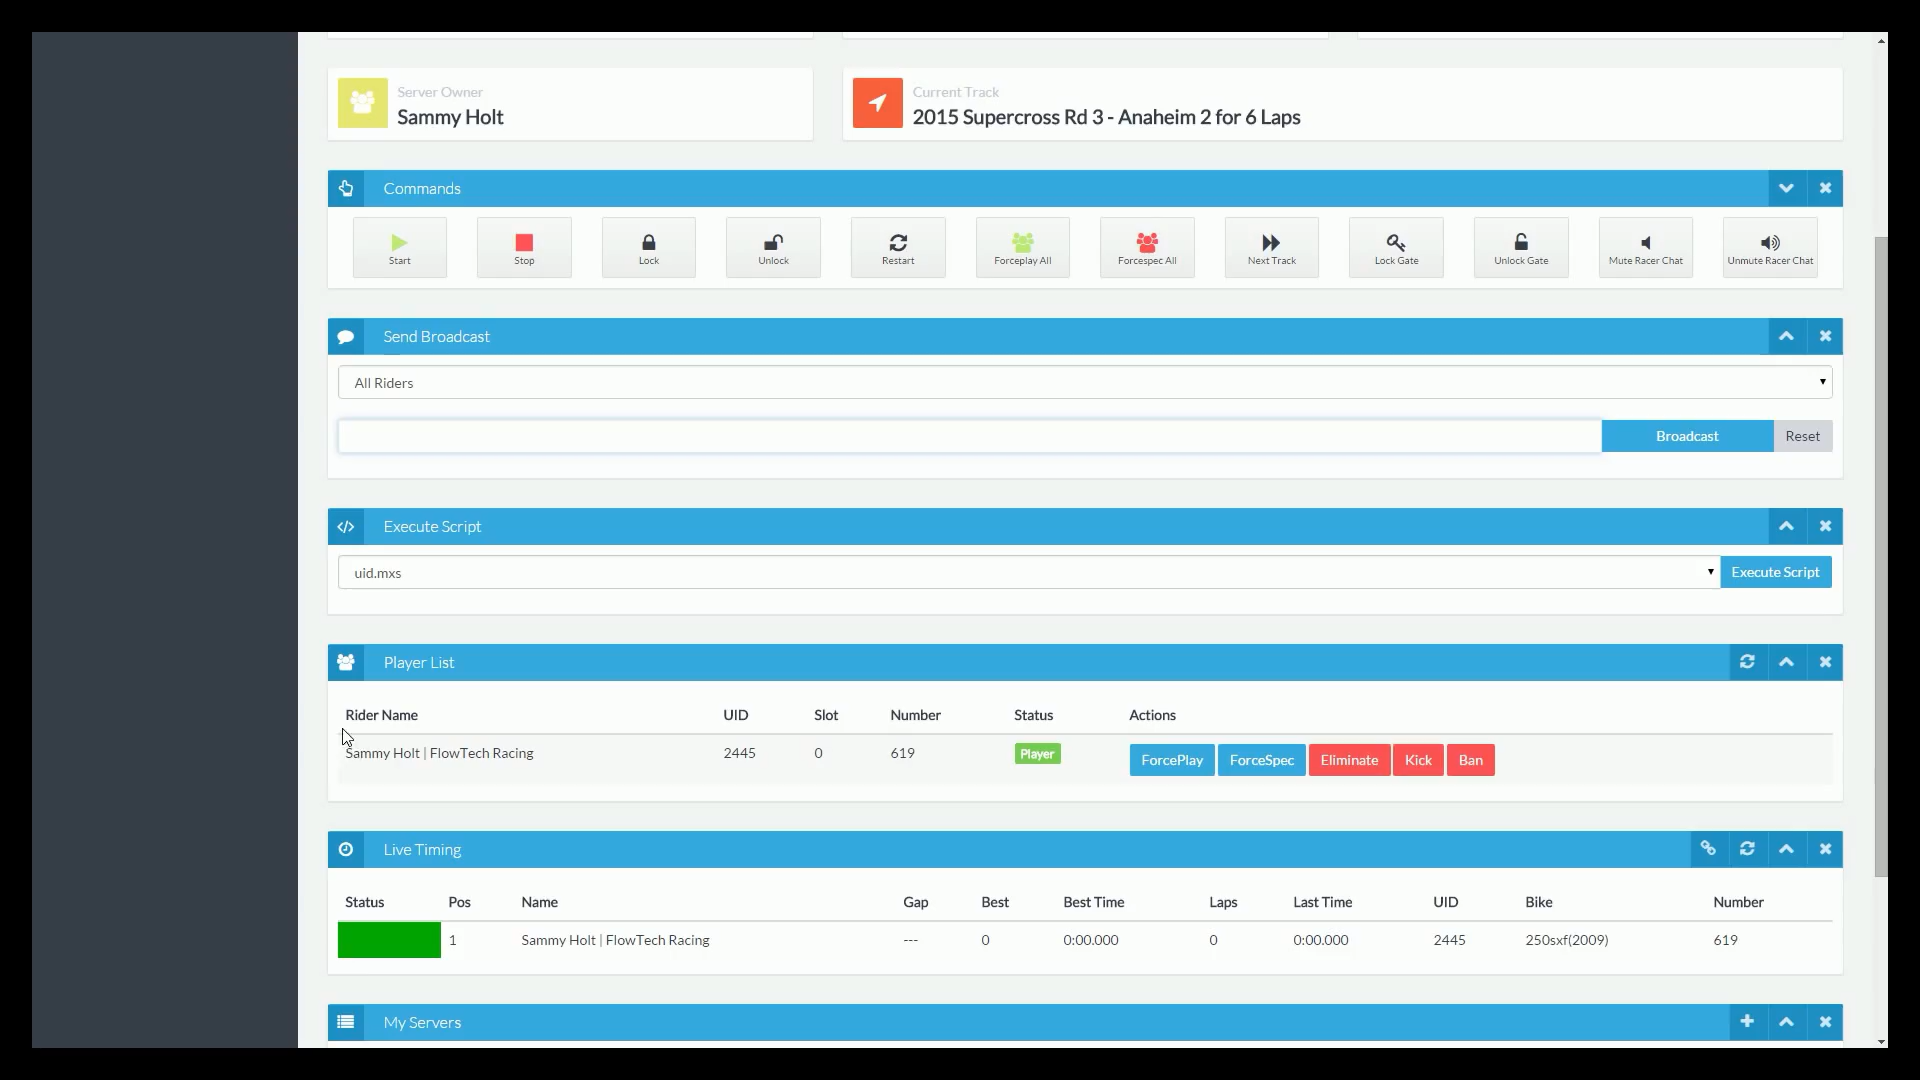 Server Owner
Sammy Holt
Current Track
2015 Supercross Rd 3 - Anaheim 2 for 6 Laps
Commands
Start Stop Lock Unlock Restart Forceplay All Forcespec All Next Track Lock Gate Unlock Gate Mute Racer Chat Unmute Racer Chat
Send Broadcast
All Riders
Broadcast Reset
Execute Script
uid.mxs Execute Script
Player List
Rider Name UID Slot Number Status Actions
Sammy Holt | FlowTech Racing 2445 0 619 Player ForcePlay ForceSpec Eliminate Kick Ban
Live Timing
Status Pos Name Gap Best Best Time Laps Last Time UID Bike Number
1 Sammy Holt | FlowTech Racing --- 0 0:00.000 0 0:00.000 2445 250sxf(2009) 619
My Servers